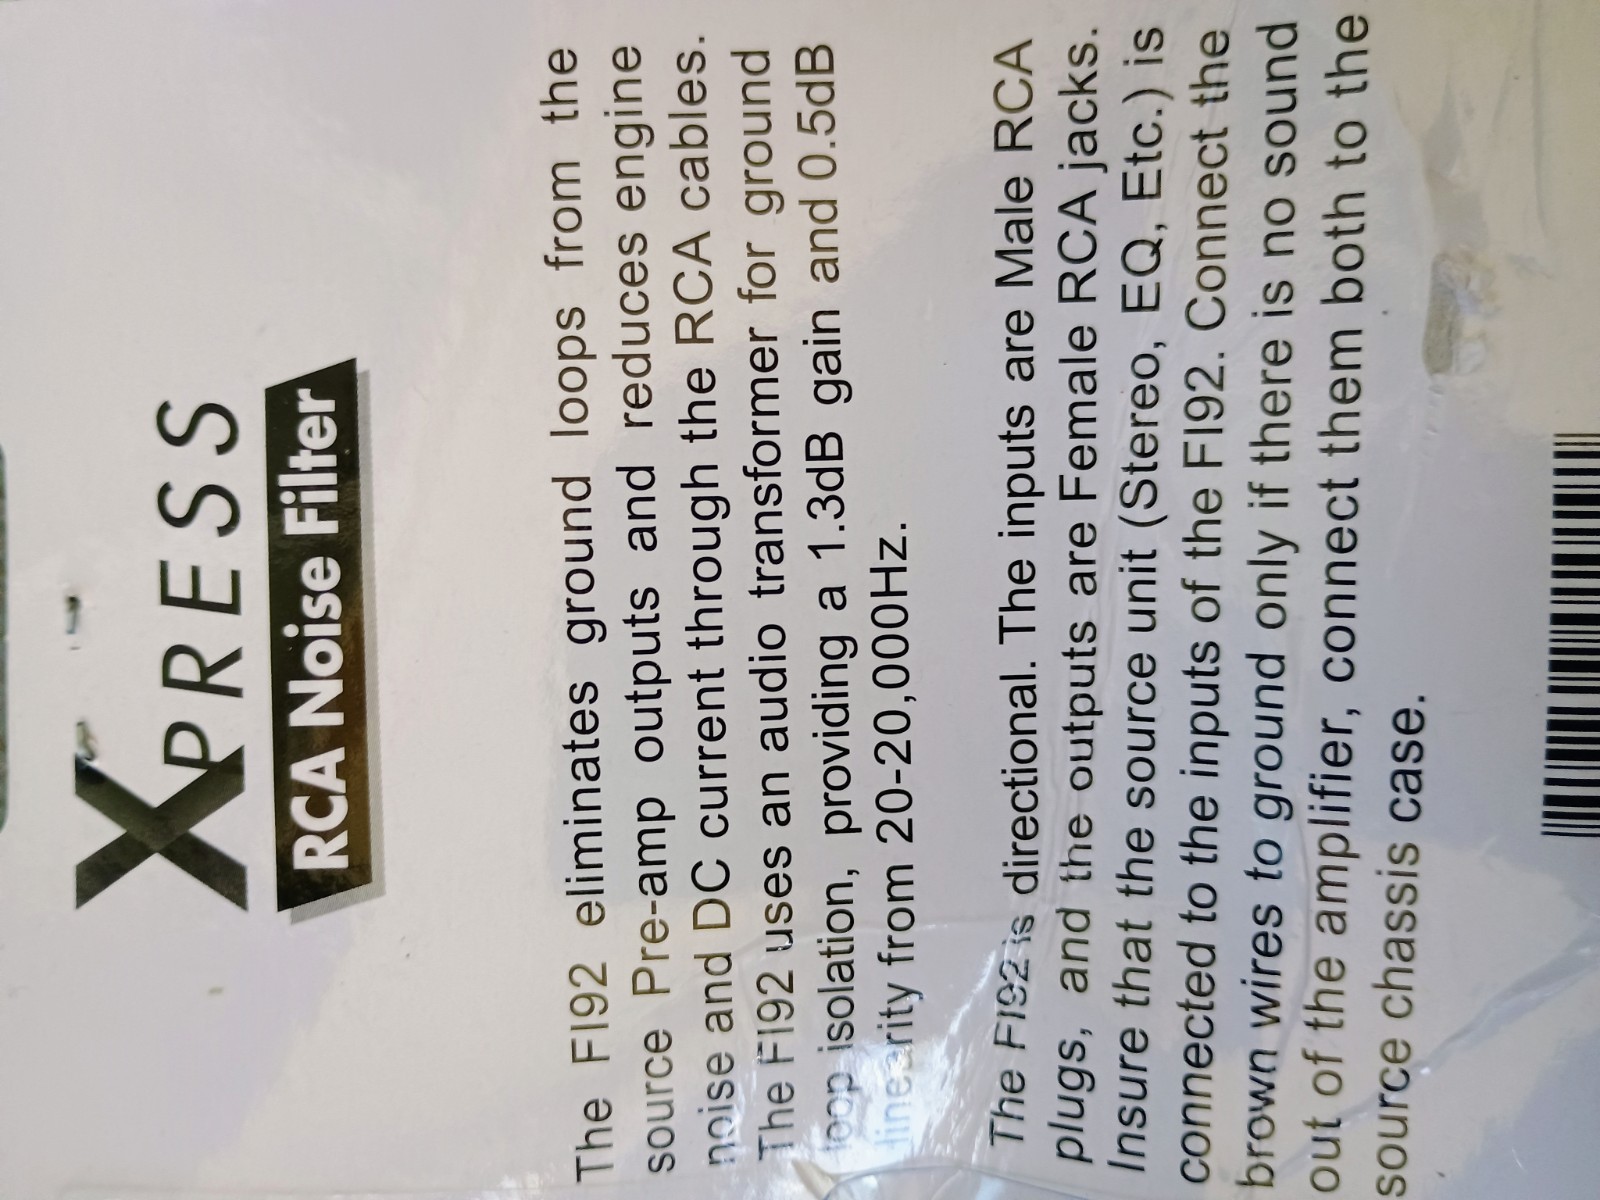 XPRESS
RCA Noise Filter
The FI92 eliminates ground loops from the
source Pre-amp outputs and reduces engine
noise and DC current through the RCA cables.
The FI92 uses an audio transformer for ground
loop isolation, providing a 1.3dB gain and 0.5dB
linearity from 20-20,000Hz.
The FI92 is directional. The inputs are Male RCA
plugs, and the outputs are Female RCA jacks.
Insure that the source unit (Stereo, EQ, Etc.) is
connected to the inputs of the FI92. Connect the
brown wires to ground only if there is no sound
out of the amplifier, connect them both to the
source chassis case.